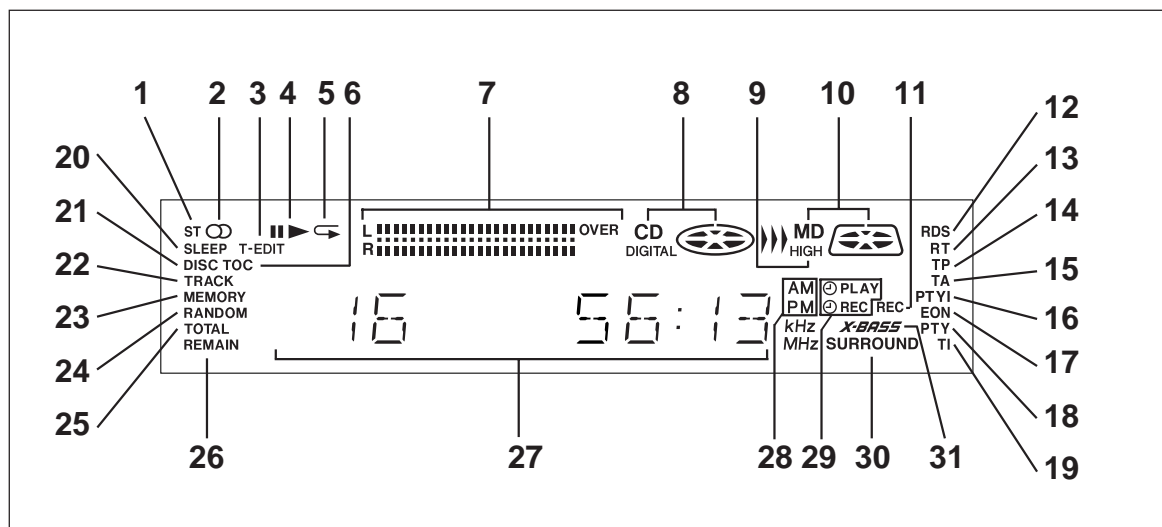 1 2 3 4 5 6 7 8 9 10 11
12
13
14
15
16
17
18
19
20
21
22
23
24
25
26 27 28 29 30 31
ST
SLEEP T-EDIT
DISC TOC
TRACK
MEMORY
RANDOM
TOTAL
REMAIN
L OVER
R
CD
DIGITAL
MD
HIGH
16 56:13
AM PLAY
PM REC REC
kHz X-BASS
MHz SURROUND
RDS
RT
TP
TA
PTYI
EON
PTY
TI